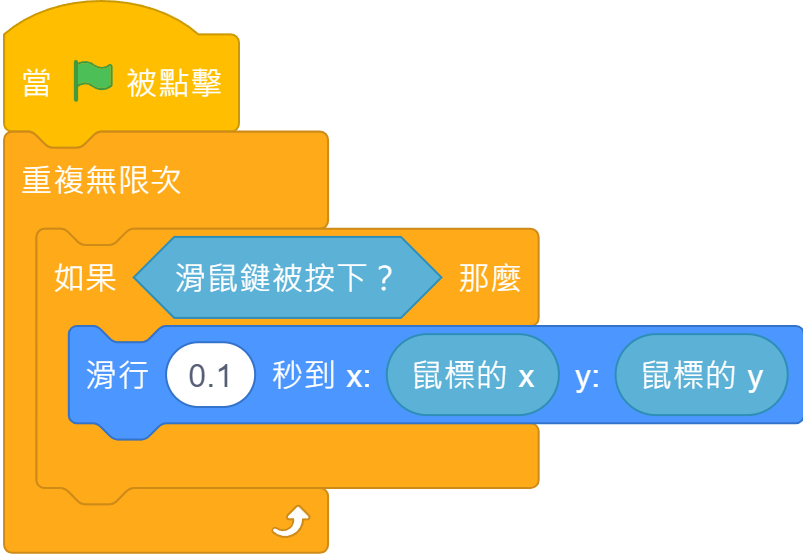 當 被點擊
重複無限次
如果 滑鼠鍵被按下？ 那麼
滑行 0.1 秒到 x: 鼠標的 x y: 鼠標的 y